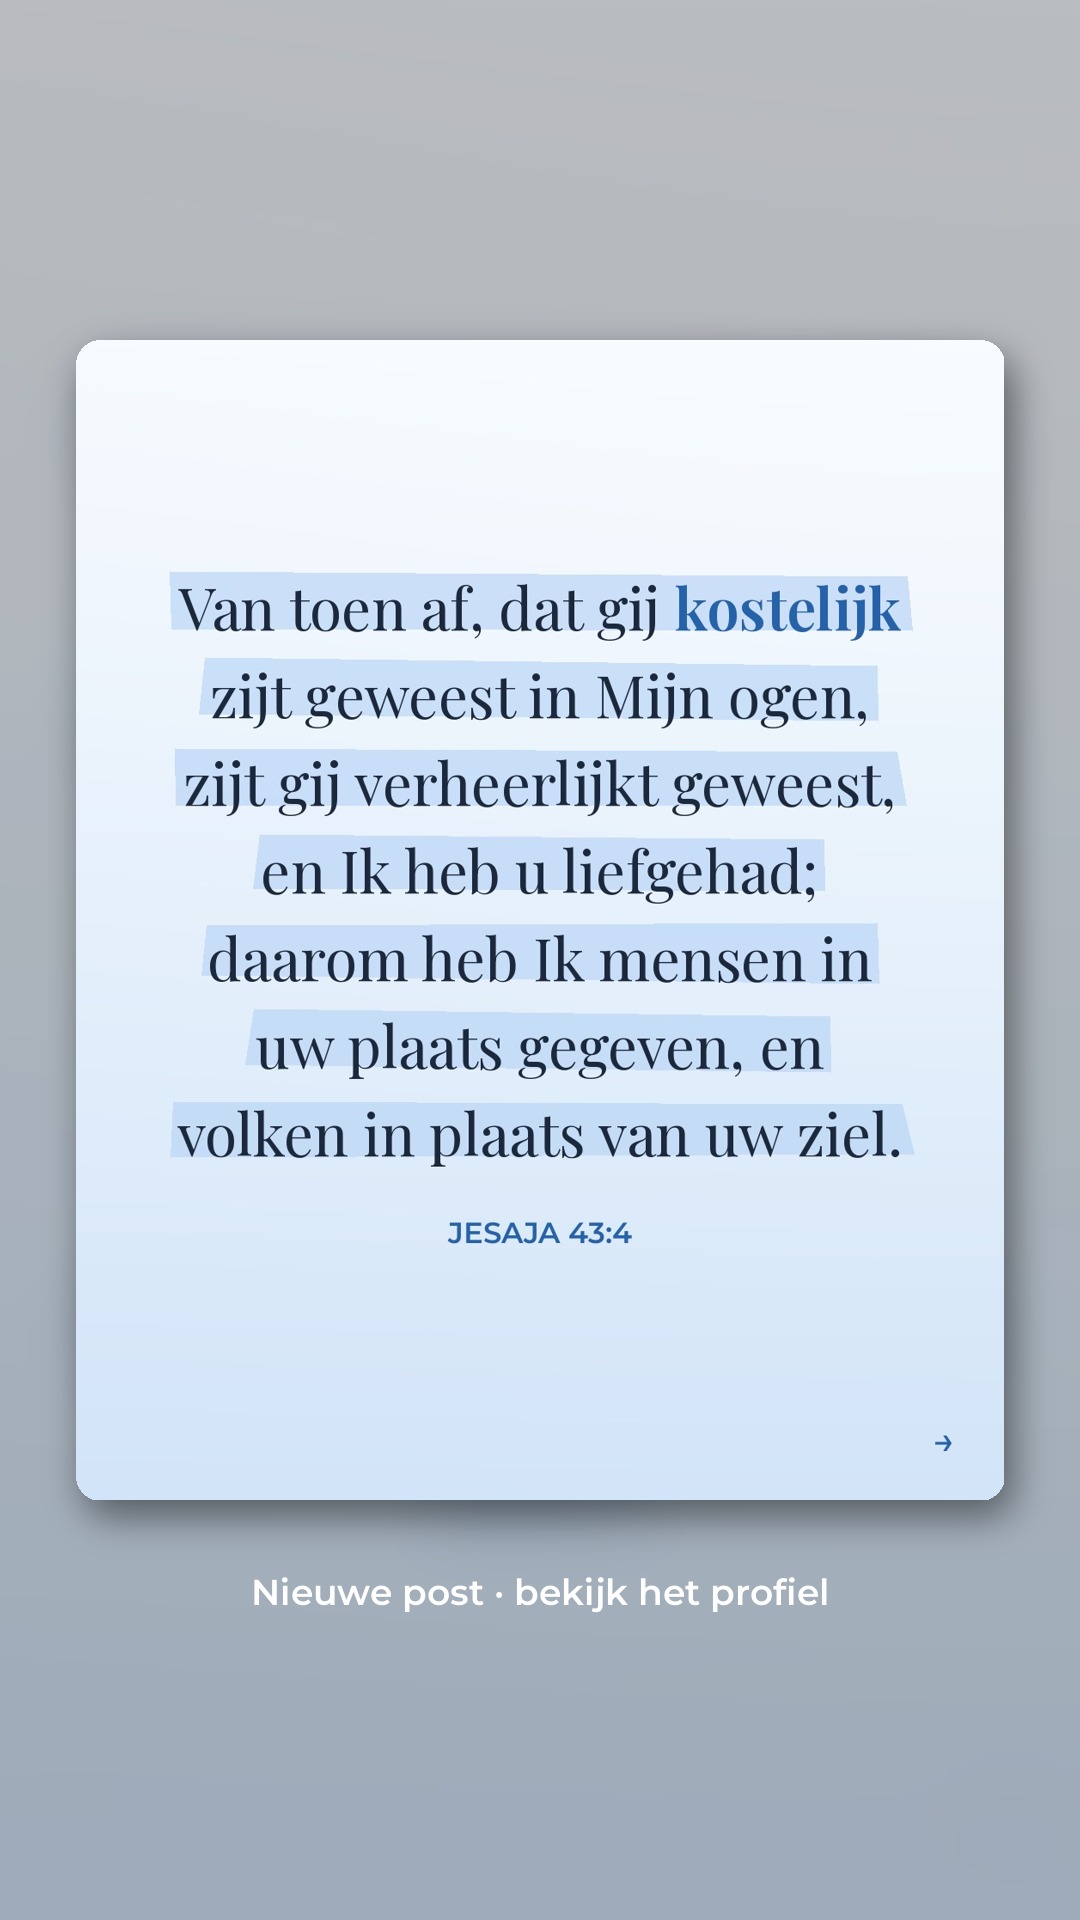 Van toen af, dat gij kostelijk
zijt geweest in Mijn ogen,
zijt gij verheerlijkt geweest,
en Ik heb u liefgehad;
daarom heb Ik mensen in
uw plaats gegeven, en
volken in plaats van uw ziel.
JESAJA 43:4
→
Nieuwe post · bekijk het profiel